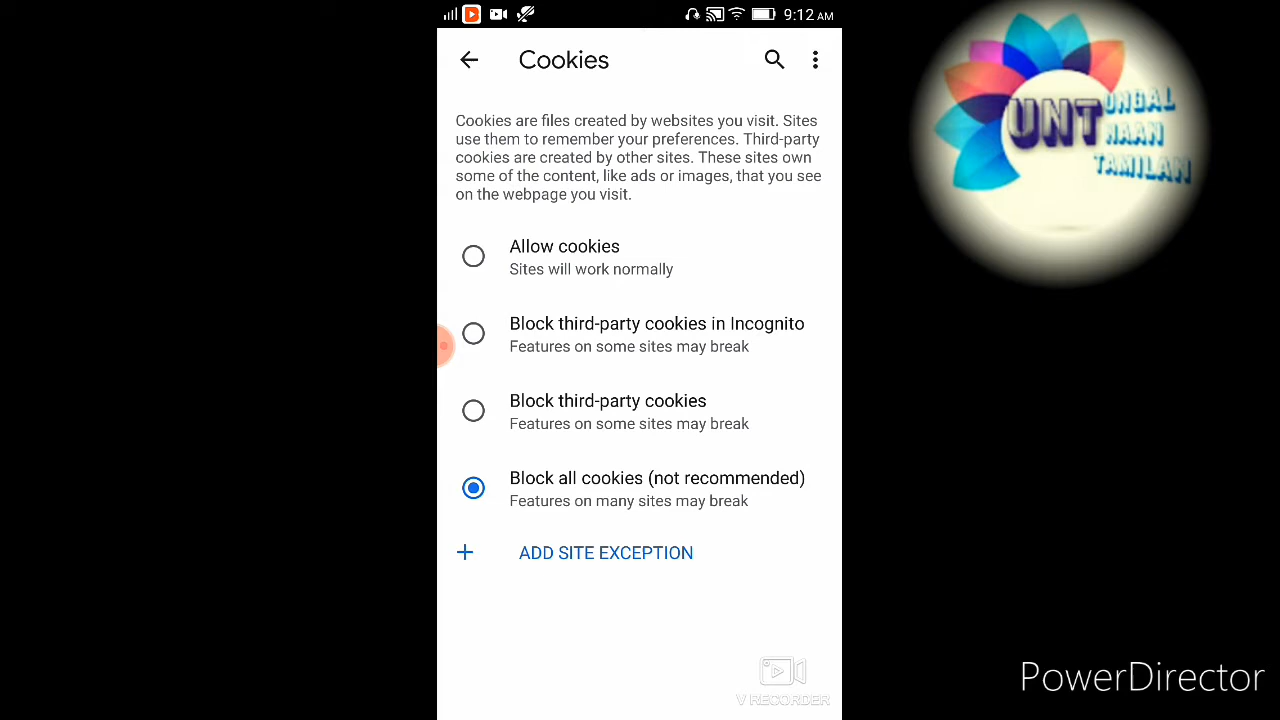 9:12 AM
Cookies
Cookies are files created by websites you visit. Sites
use them to remember your preferences. Third-party
cookies are created by other sites. These sites own
some of the content, like ads or images, that you see
on the webpage you visit.
Allow cookies
Sites will work normally
Block third-party cookies in Incognito
Features on some sites may break
Block third-party cookies
Features on some sites may break
Block all cookies (not recommended)
Features on many sites may break
+ ADD SITE EXCEPTION
V RECORDER
UNT
UNGAL
NAAN
TAMILAN
PowerDirector